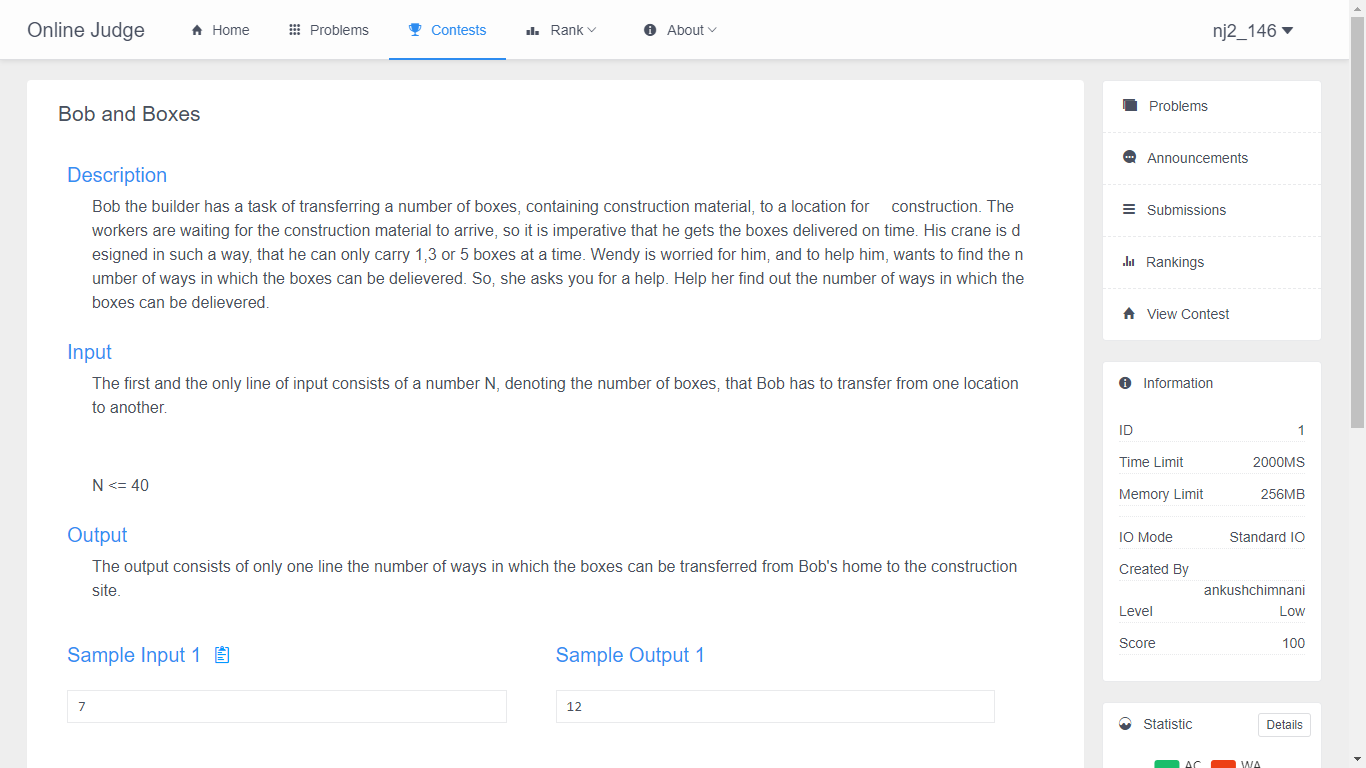 Online Judge
Home
Problems
Contests
Rank
About
nj2_146
Bob and Boxes
Description
Bob the builder has a task of transferring a number of boxes, containing construction material, to a location for construction. The
workers are waiting for the construction material to arrive, so it is imperative that he gets the boxes delivered on time. His crane is d
esigned in such a way, that he can only carry 1,3 or 5 boxes at a time. Wendy is worried for him, and to help him, wants to find the n
umber of ways in which the boxes can be delievered. So, she asks you for a help. Help her find out the number of ways in which the
boxes can be delievered.
Input
The first and the only line of input consists of a number N, denoting the number of boxes, that Bob has to transfer from one location
to another.
N <= 40
Output
The output consists of only one line the number of ways in which the boxes can be transferred from Bob's home to the construction
site.
Sample Input 1
Sample Output 1
7
12
Problems
Announcements
Submissions
Rankings
View Contest
Information
ID 1
Time Limit 2000MS
Memory Limit 256MB
IO Mode Standard IO
Created By
ankushchimnani
Level Low
Score 100
Statistic Details
AC WA